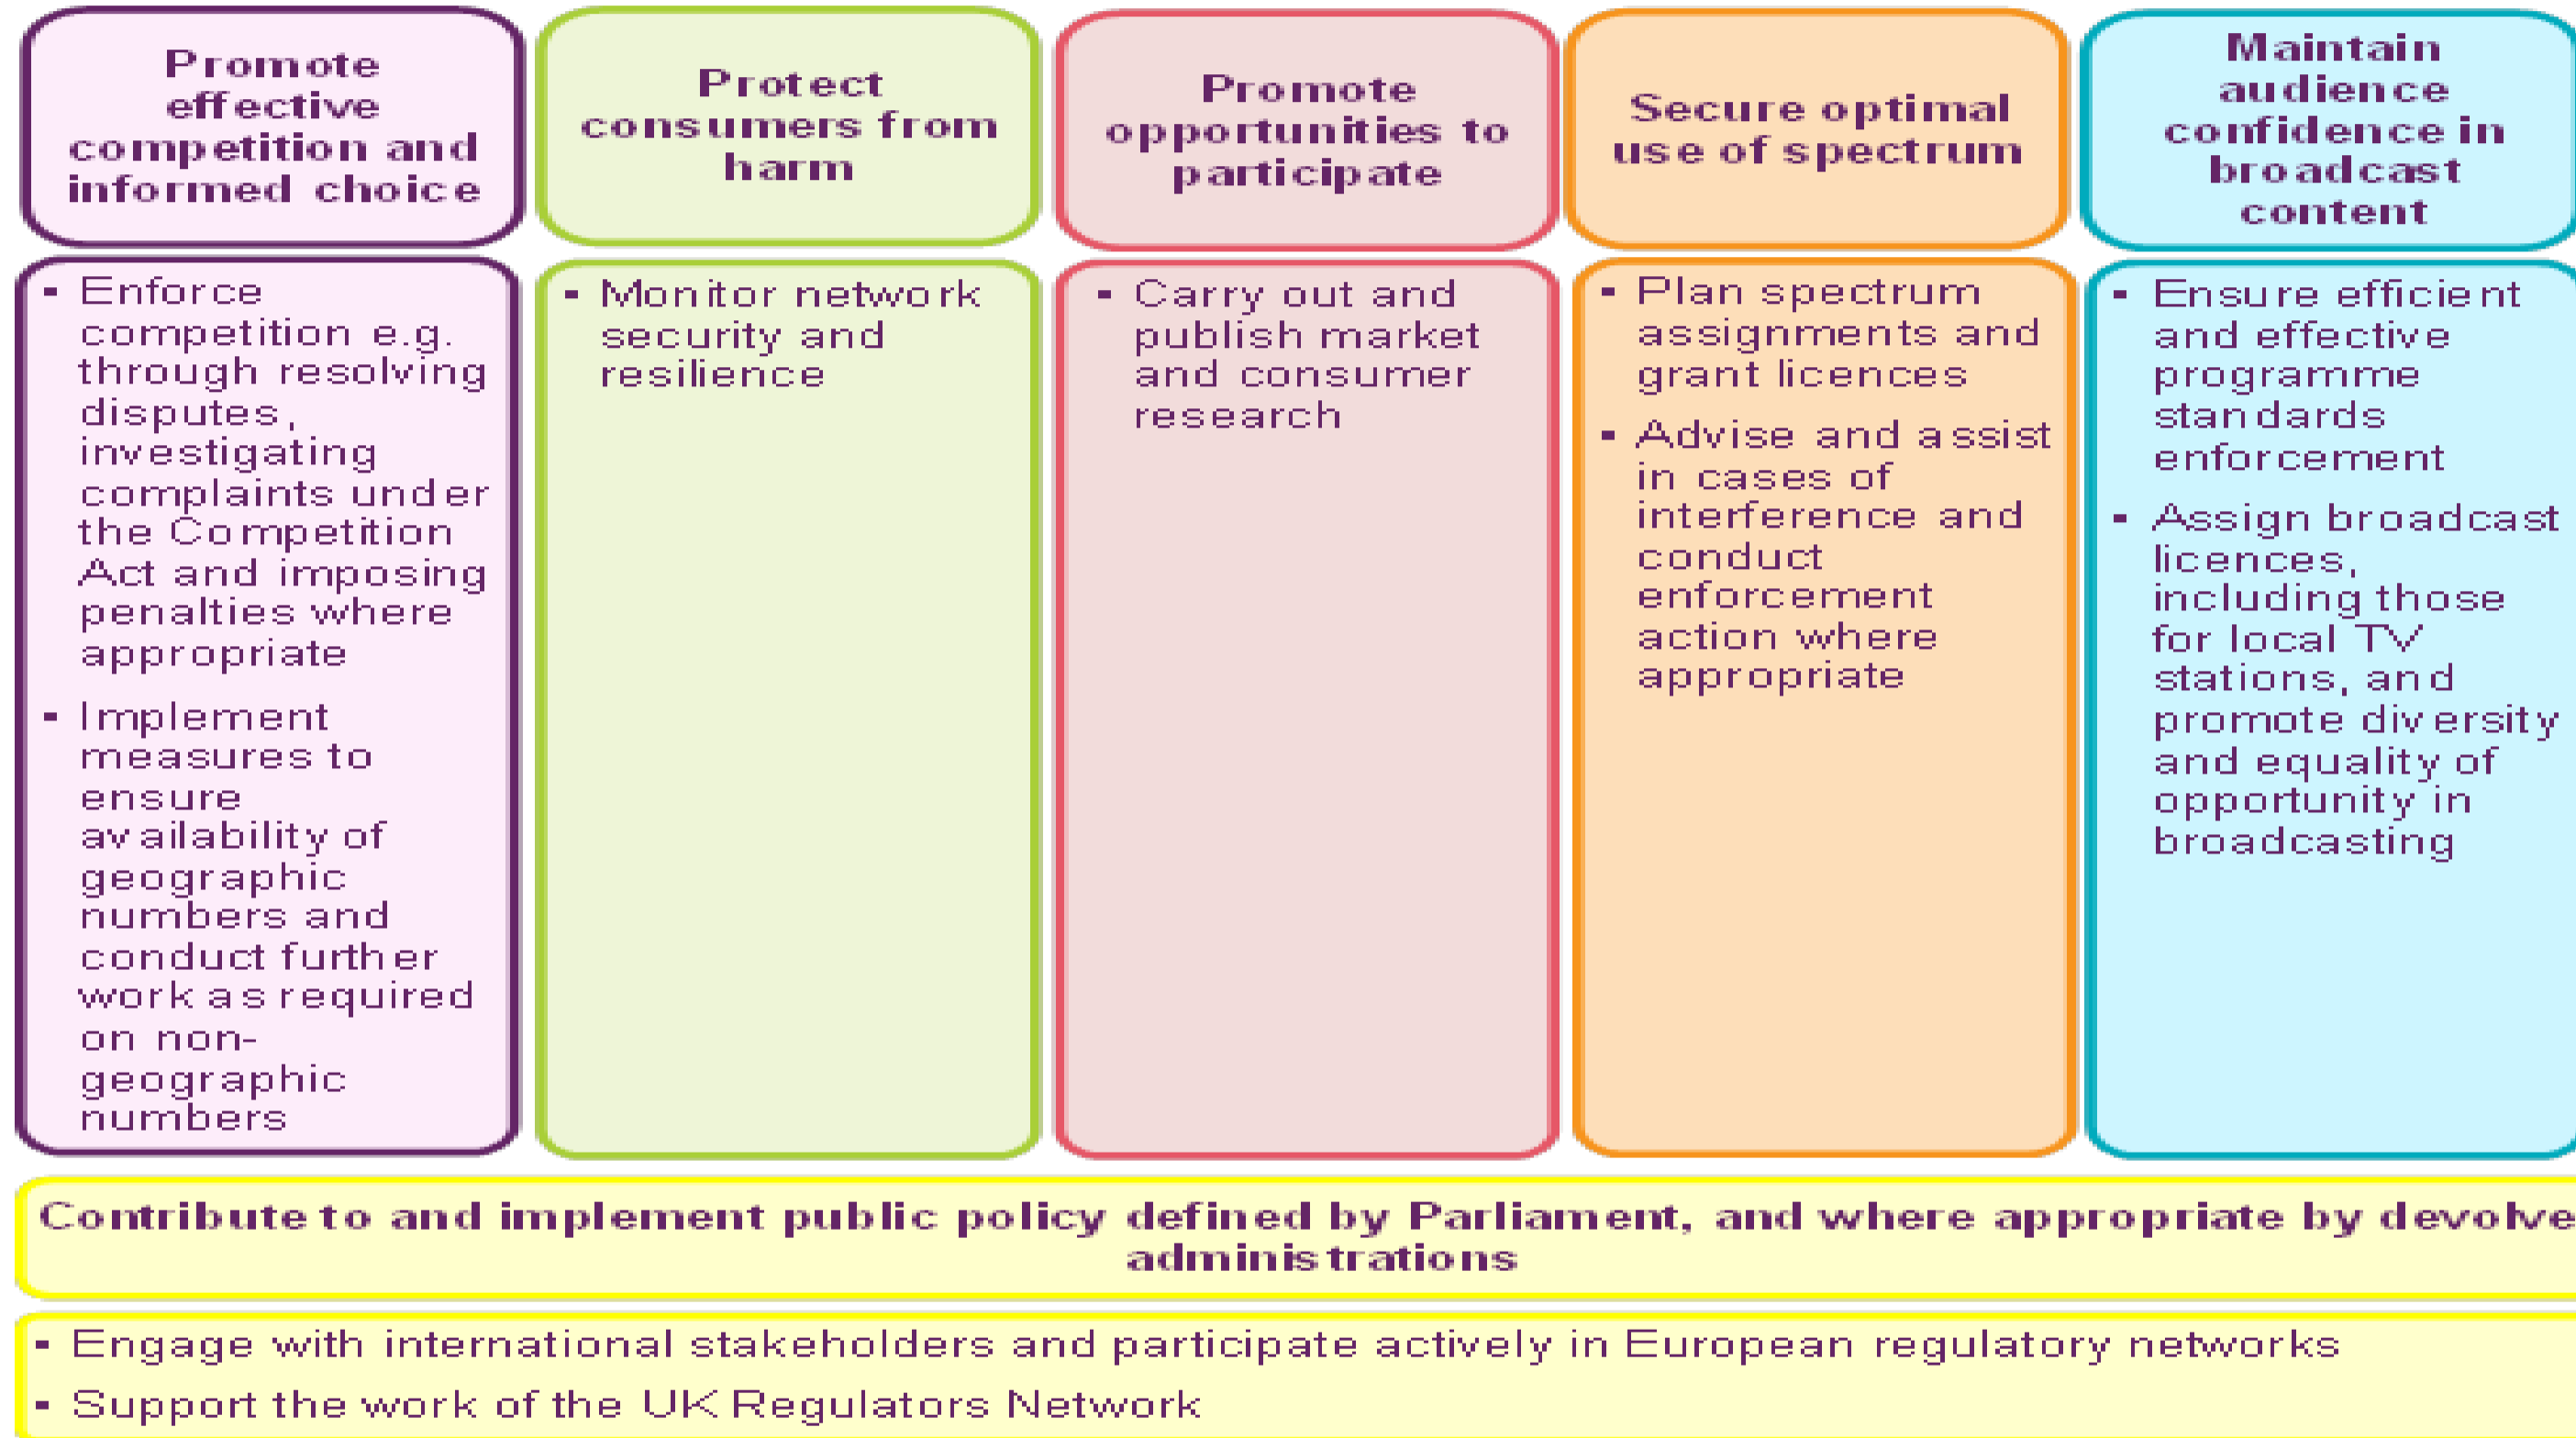 Promote
effective
competition and
informed choice
Protect
consumers from
harm
Promote
opportunities to
participate
Secure optimal
use of spectrum
Maintain
audience
confidence in
broadcast
content
- Enforce
competition e.g.
through resolving
disputes,
investigating
complaints under
the Competition
Act and imposing
penalties where
appropriate
- Implement
measures to
ensure
availability of
geographic
numbers and
conduct further
work as required
on non-
geographic
numbers
- Monitor network
security and
resilience
- Carry out and
publish market
and consumer
research
- Plan spectrum
assignments and
grant licences
- Advise and assist
in cases of
interference and
conduct
enforcement
action where
appropriate
- Ensure efficient
and effective
programme
standards
enforcement
- Assign broadcast
licences,
including those
for local TV
stations, and
promote diversity
and equality of
opportunity in
broadcasting
Contribute to and implement public policy defined by Parliament, and where appropriate by devolve
administrations
- Engage with international stakeholders and participate actively in European regulatory networks
- Support the work of the UK Regulators Network